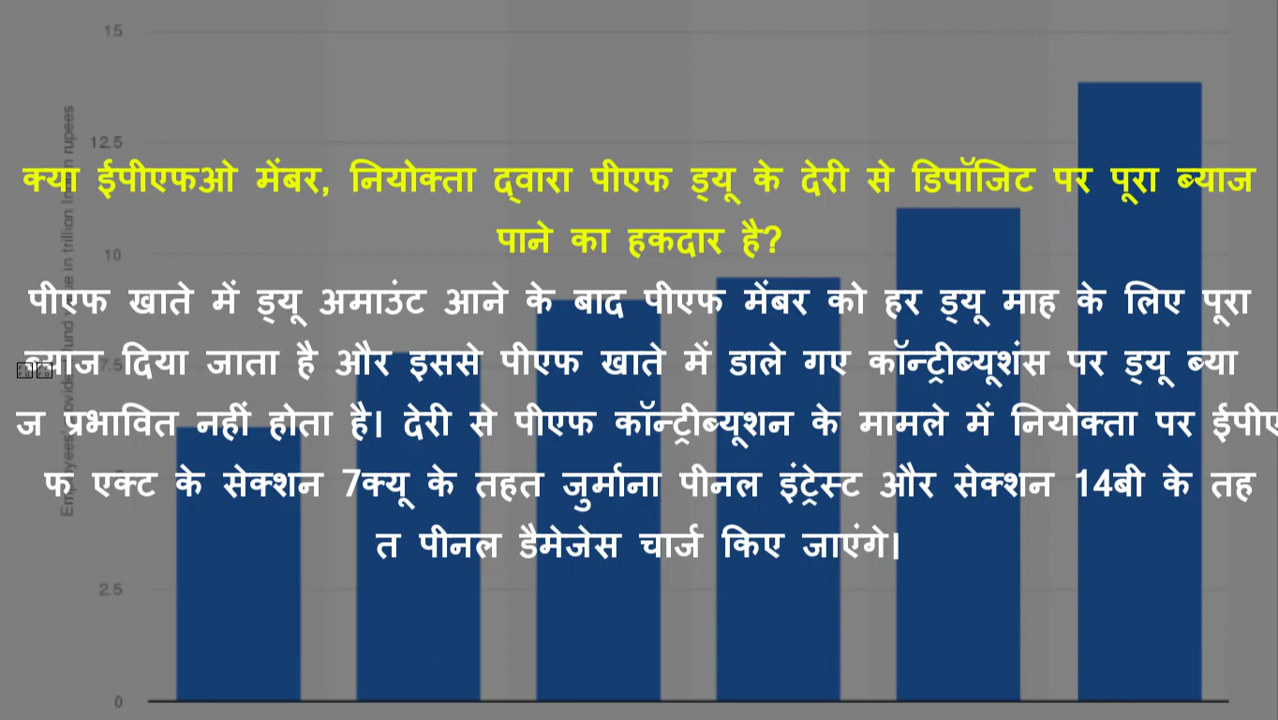 15
12.5
10
7.5
2.5
0
क्या ईपीएफओ मेंबर, नियोक्ता द्वारा पीएफ ड्यू के देरी से डिपॉजिट पर पूरा ब्याज
पाने का हकदार है?
पीएफ खाते में ड्यू अमाउंट आने के बाद पीएफ मेंबर को हर ड्यू माह के लिए पूरा
ब्याज दिया जाता है और इससे पीएफ खाते में डाले गए कॉन्ट्रीब्यूशंस पर ड्यू ब्या
ज प्रभावित नहीं होता है। देरी से पीएफ कॉन्ट्रीब्यूशन के मामले में नियोक्ता पर ईपीए
फ एक्ट के सेक्शन 7क्यू के तहत जुर्माना पीनल इंट्रेस्ट और सेक्शन 14बी के तह
त पीनल डैमेजेस चार्ज किए जाएंगे।